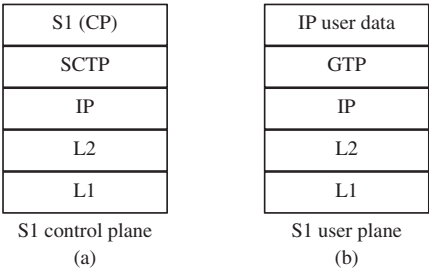 S1 (CP)
SCTP
IP
L2
L1
S1 control plane
(a)
IP user data
GTP
IP
L2
L1
S1 user plane
(b)